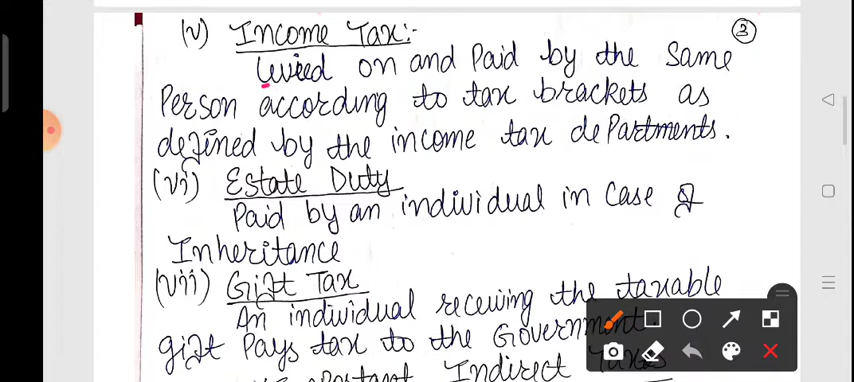 (v) Income Tax:- ③
Levied on and Paid by the same
Person according to tax brackets as
defined by the income tax departments.
(vi) Estate Duty
Paid by an individual in case of
Inheritance
(vii) Gift Tax
An individual receiving the taxable
gift Pays tax to the Government.
Indirect Taxes